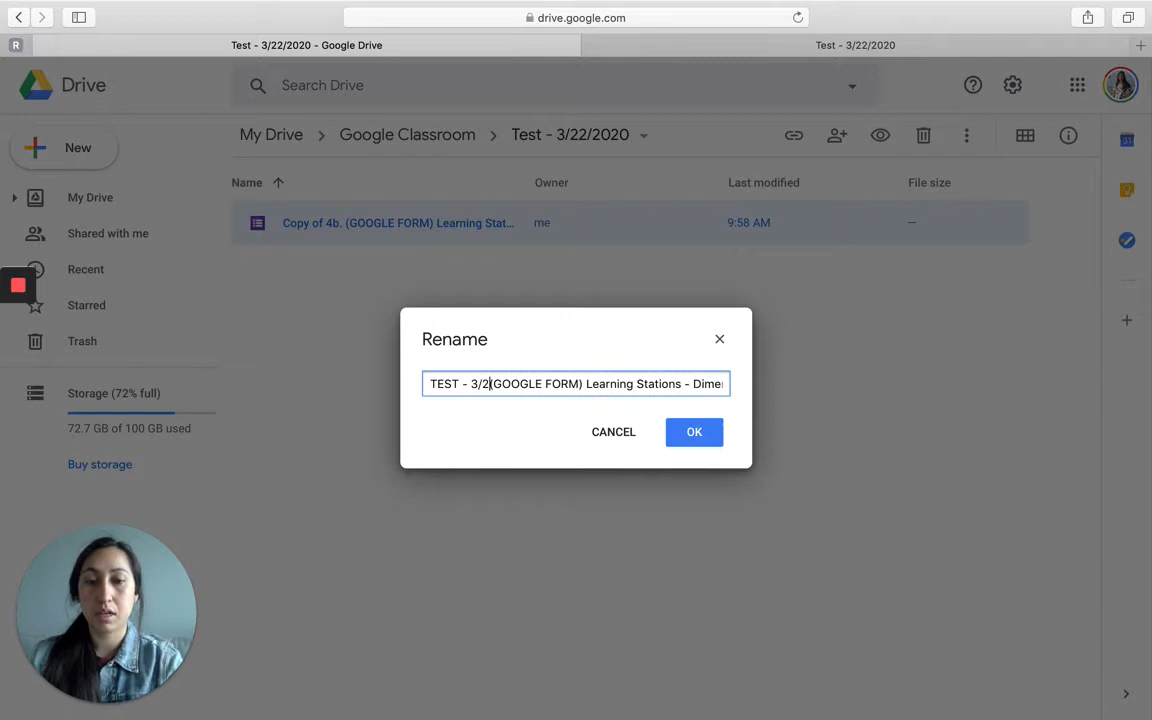 drive.google.com
R
Test - 3/22/2020 - Google Drive
Test - 3/22/2020
Drive
Search Drive
New
My Drive
Google Classroom
Test - 3/22/2020
Name
Owner
Last modified
File size
Copy of 4b. (GOOGLE FORM) Learning Stat...
me
9:58 AM
—
My Drive
Shared with me
Recent
Starred
Trash
Storage (72% full)
72.7 GB of 100 GB used
Buy storage
31
Rename
TEST - 3/2(GOOGLE FORM) Learning Stations - Dimen
CANCEL
OK